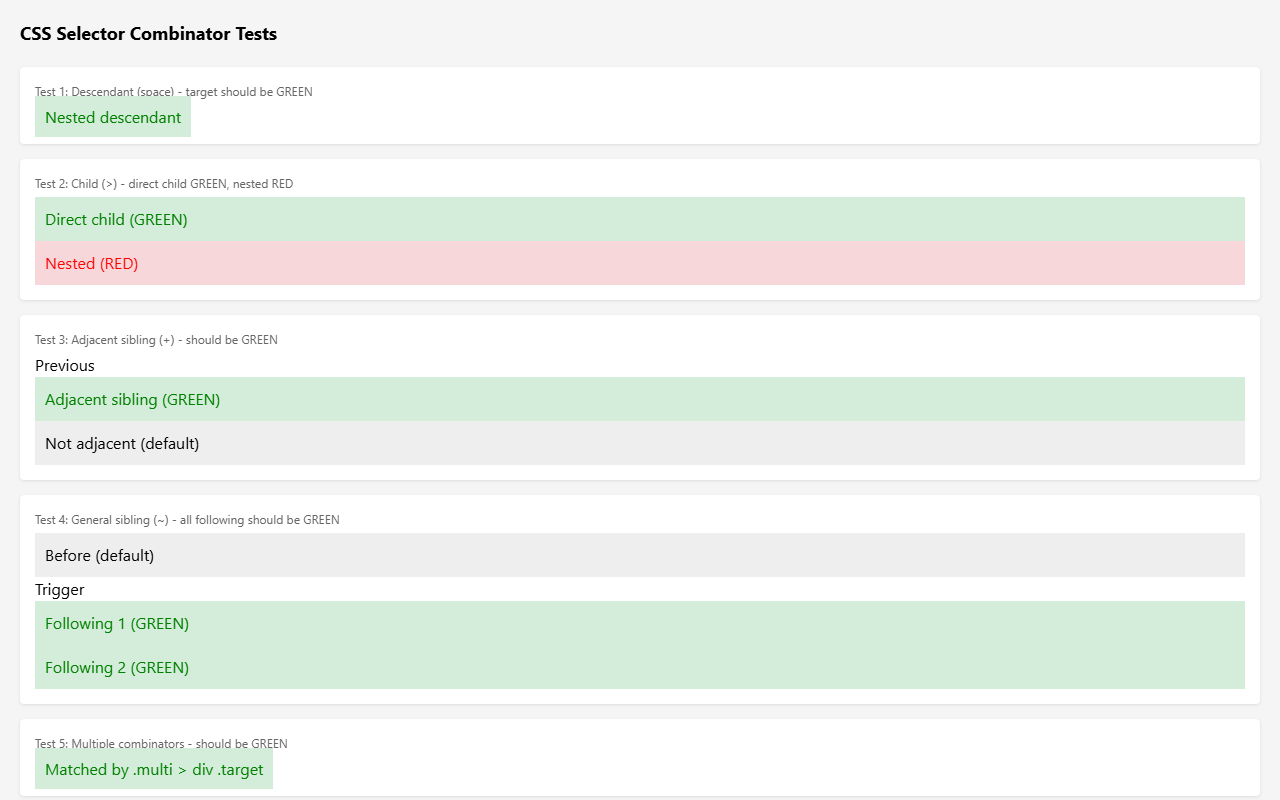 CSS Selector Combinator Tests
Test 1: Descendant (space) - target should be GREEN
Nested descendant
Test 2: Child (>) - direct child GREEN, nested RED
Direct child (GREEN)
Nested (RED)
Test 3: Adjacent sibling (+) - should be GREEN
Previous
Adjacent sibling (GREEN)
Not adjacent (default)
Test 4: General sibling (~) - all following should be GREEN
Before (default)
Trigger
Following 1 (GREEN)
Following 2 (GREEN)
Test 5: Multiple combinators - should be GREEN
Matched by .multi > div .target